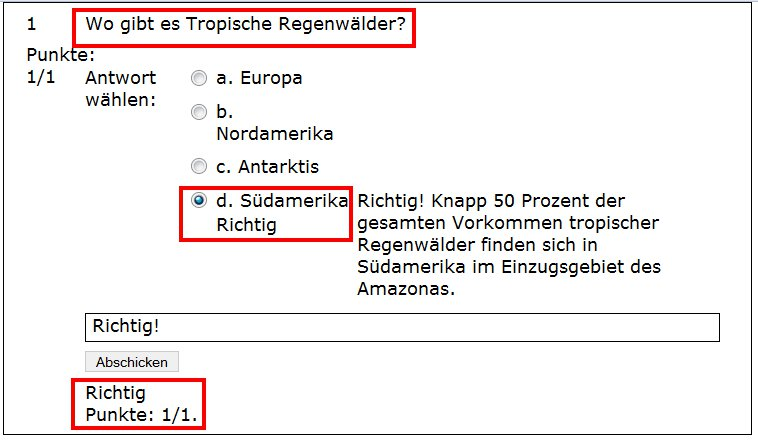 1 Wo gibt es Tropische Regenwälder?
Punkte:
1/1 Antwort wählen:
a. Europa
b.
Nordamerika
c. Antarktis
d. Südamerika
Richtig
Richtig! Knapp 50 Prozent der
gesamten Vorkommen tropischer
Regenwälder finden sich in
Südamerika im Einzugsgebiet des
Amazonas.
Richtig!
Abschicken
Richtig
Punkte: 1/1.